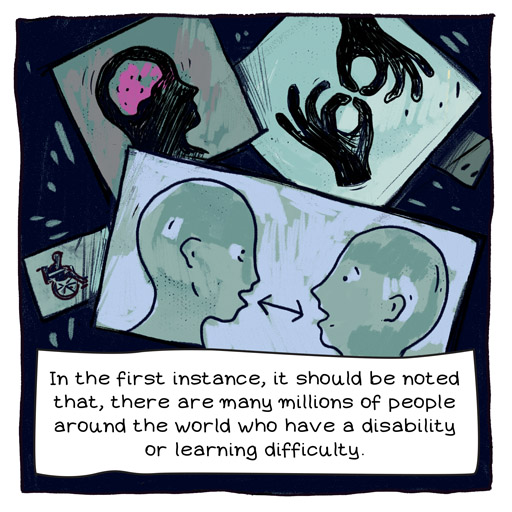 In the first instance, it should be noted
that, there are many millions of people
around the world who have a disability
or learning difficulty.